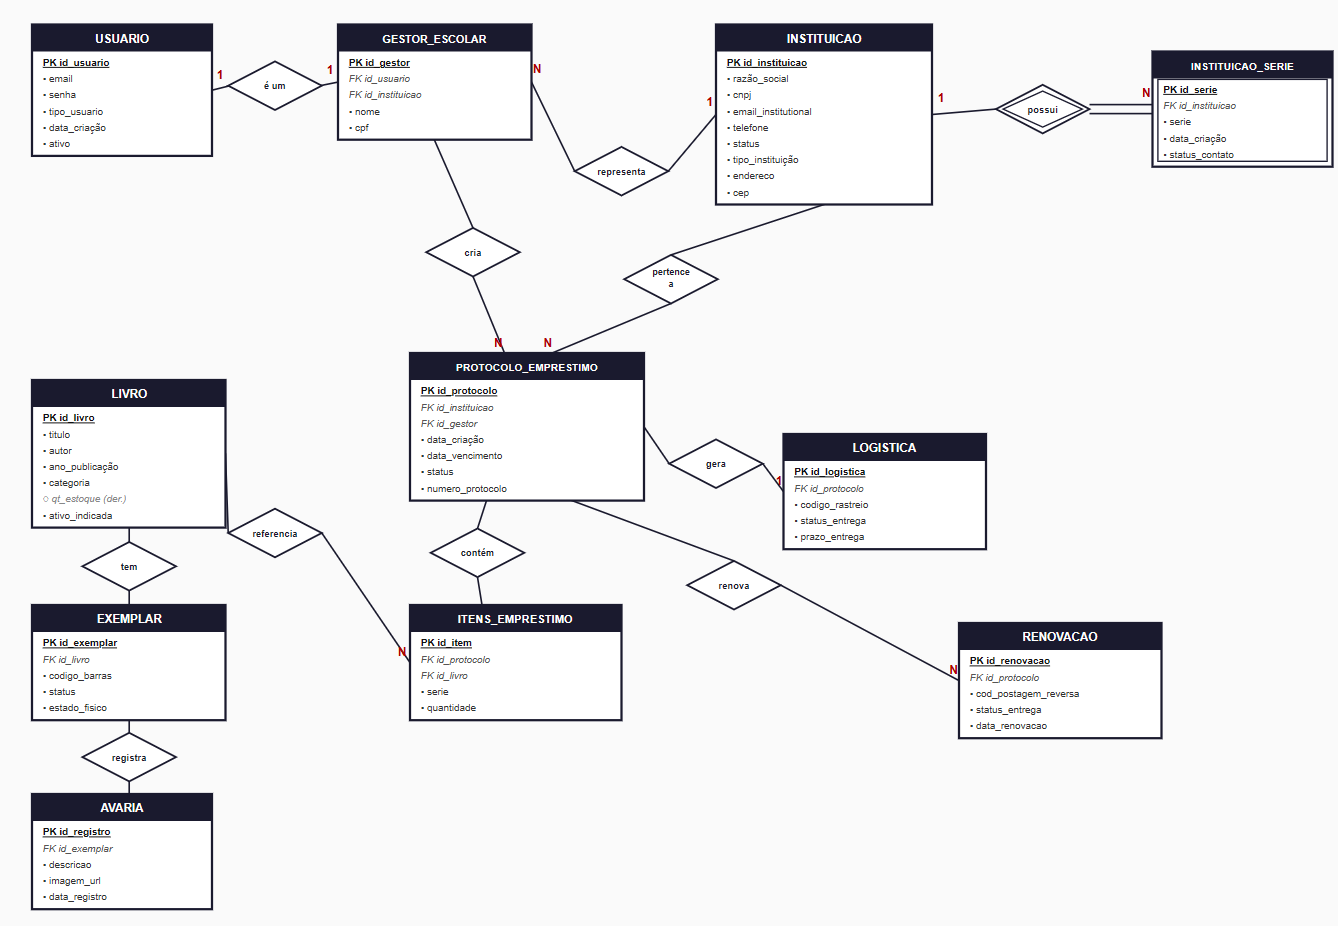 USUARIO
PK id_usuario
• email
• senha
• tipo_usuario
• data_criação
• ativo
1
é um
1
GESTOR_ESCOLAR
PK id_gestor
FK id_usuario
FK id_instituicao
• nome
• cpf
N
representa
1
INSTITUICAO
PK id_instituicao
• razão_social
• cnpj
• email_institutional
• telefone
• status
• tipo_instituição
• endereco
• cep
1
possui
N
INSTITUICAO_SERIE
PK id_serie
FK id_instituicao
• serie
• data_criação
• status_contato
cria
N
pertence
a
N
PROTOCOLO_EMPRESTIMO
PK id_protocolo
FK id_instituicao
FK id_gestor
• data_criação
• data_vencimento
• status
• numero_protocolo
LIVRO
PK id_livro
• titulo
• autor
• ano_publicação
• categoria
◇ qt_estoque (der.)
• ativo_indicada
gera
1
LOGISTICA
PK id_logistica
FK id_protocolo
• codigo_rastreio
• status_entrega
• prazo_entrega
referencia
N
contém
tem
renova
N
EXEMPLAR
PK id_exemplar
FK id_livro
• codigo_barras
• status
• estado_fisico
ITENS_EMPRESTIMO
PK id_item
FK id_protocolo
FK id_livro
• serie
• quantidade
RENOVACAO
PK id_renovacao
FK id_protocolo
• cod_postagem_reversa
• status_entrega
• data_renovacao
registra
AVARIA
PK id_registro
FK id_exemplar
• descricao
• imagem_url
• data_registro